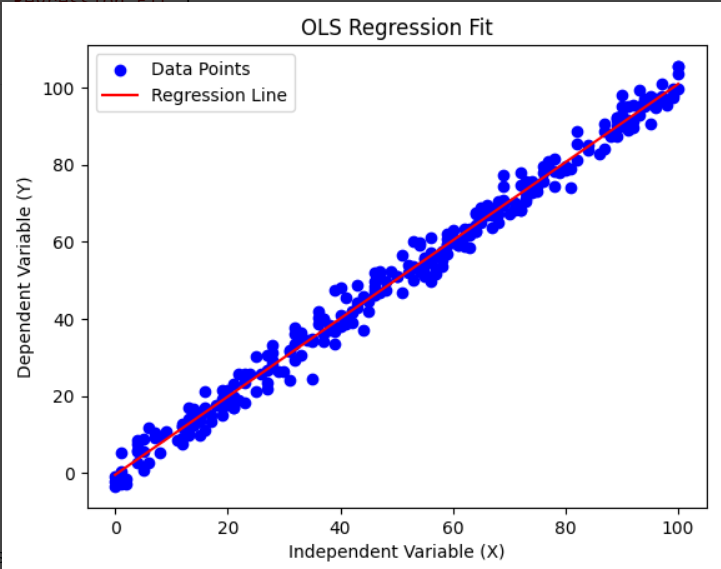 OLS Regression Fit
Data Points
Regression Line
Dependent Variable (Y)
100
80
60
40
20
0
0 20 40 60 80 100
Independent Variable (X)